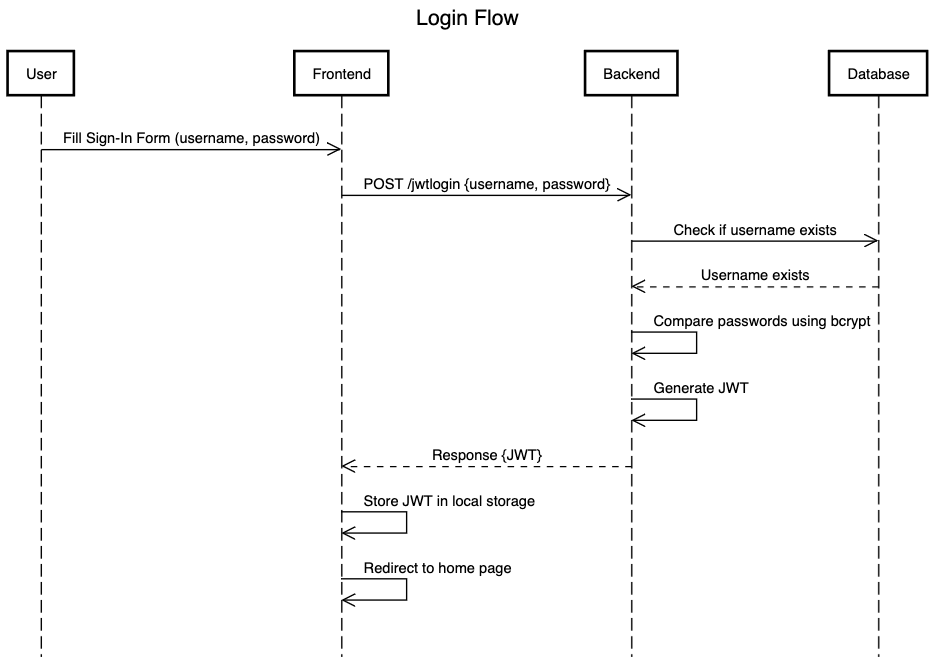 Login Flow
User
Frontend
Backend
Database
Fill Sign-In Form (username, password)
POST /jwtlogin {username, password}
Check if username exists
Username exists
Compare passwords using bcrypt
Generate JWT
Response {JWT}
Store JWT in local storage
Redirect to home page